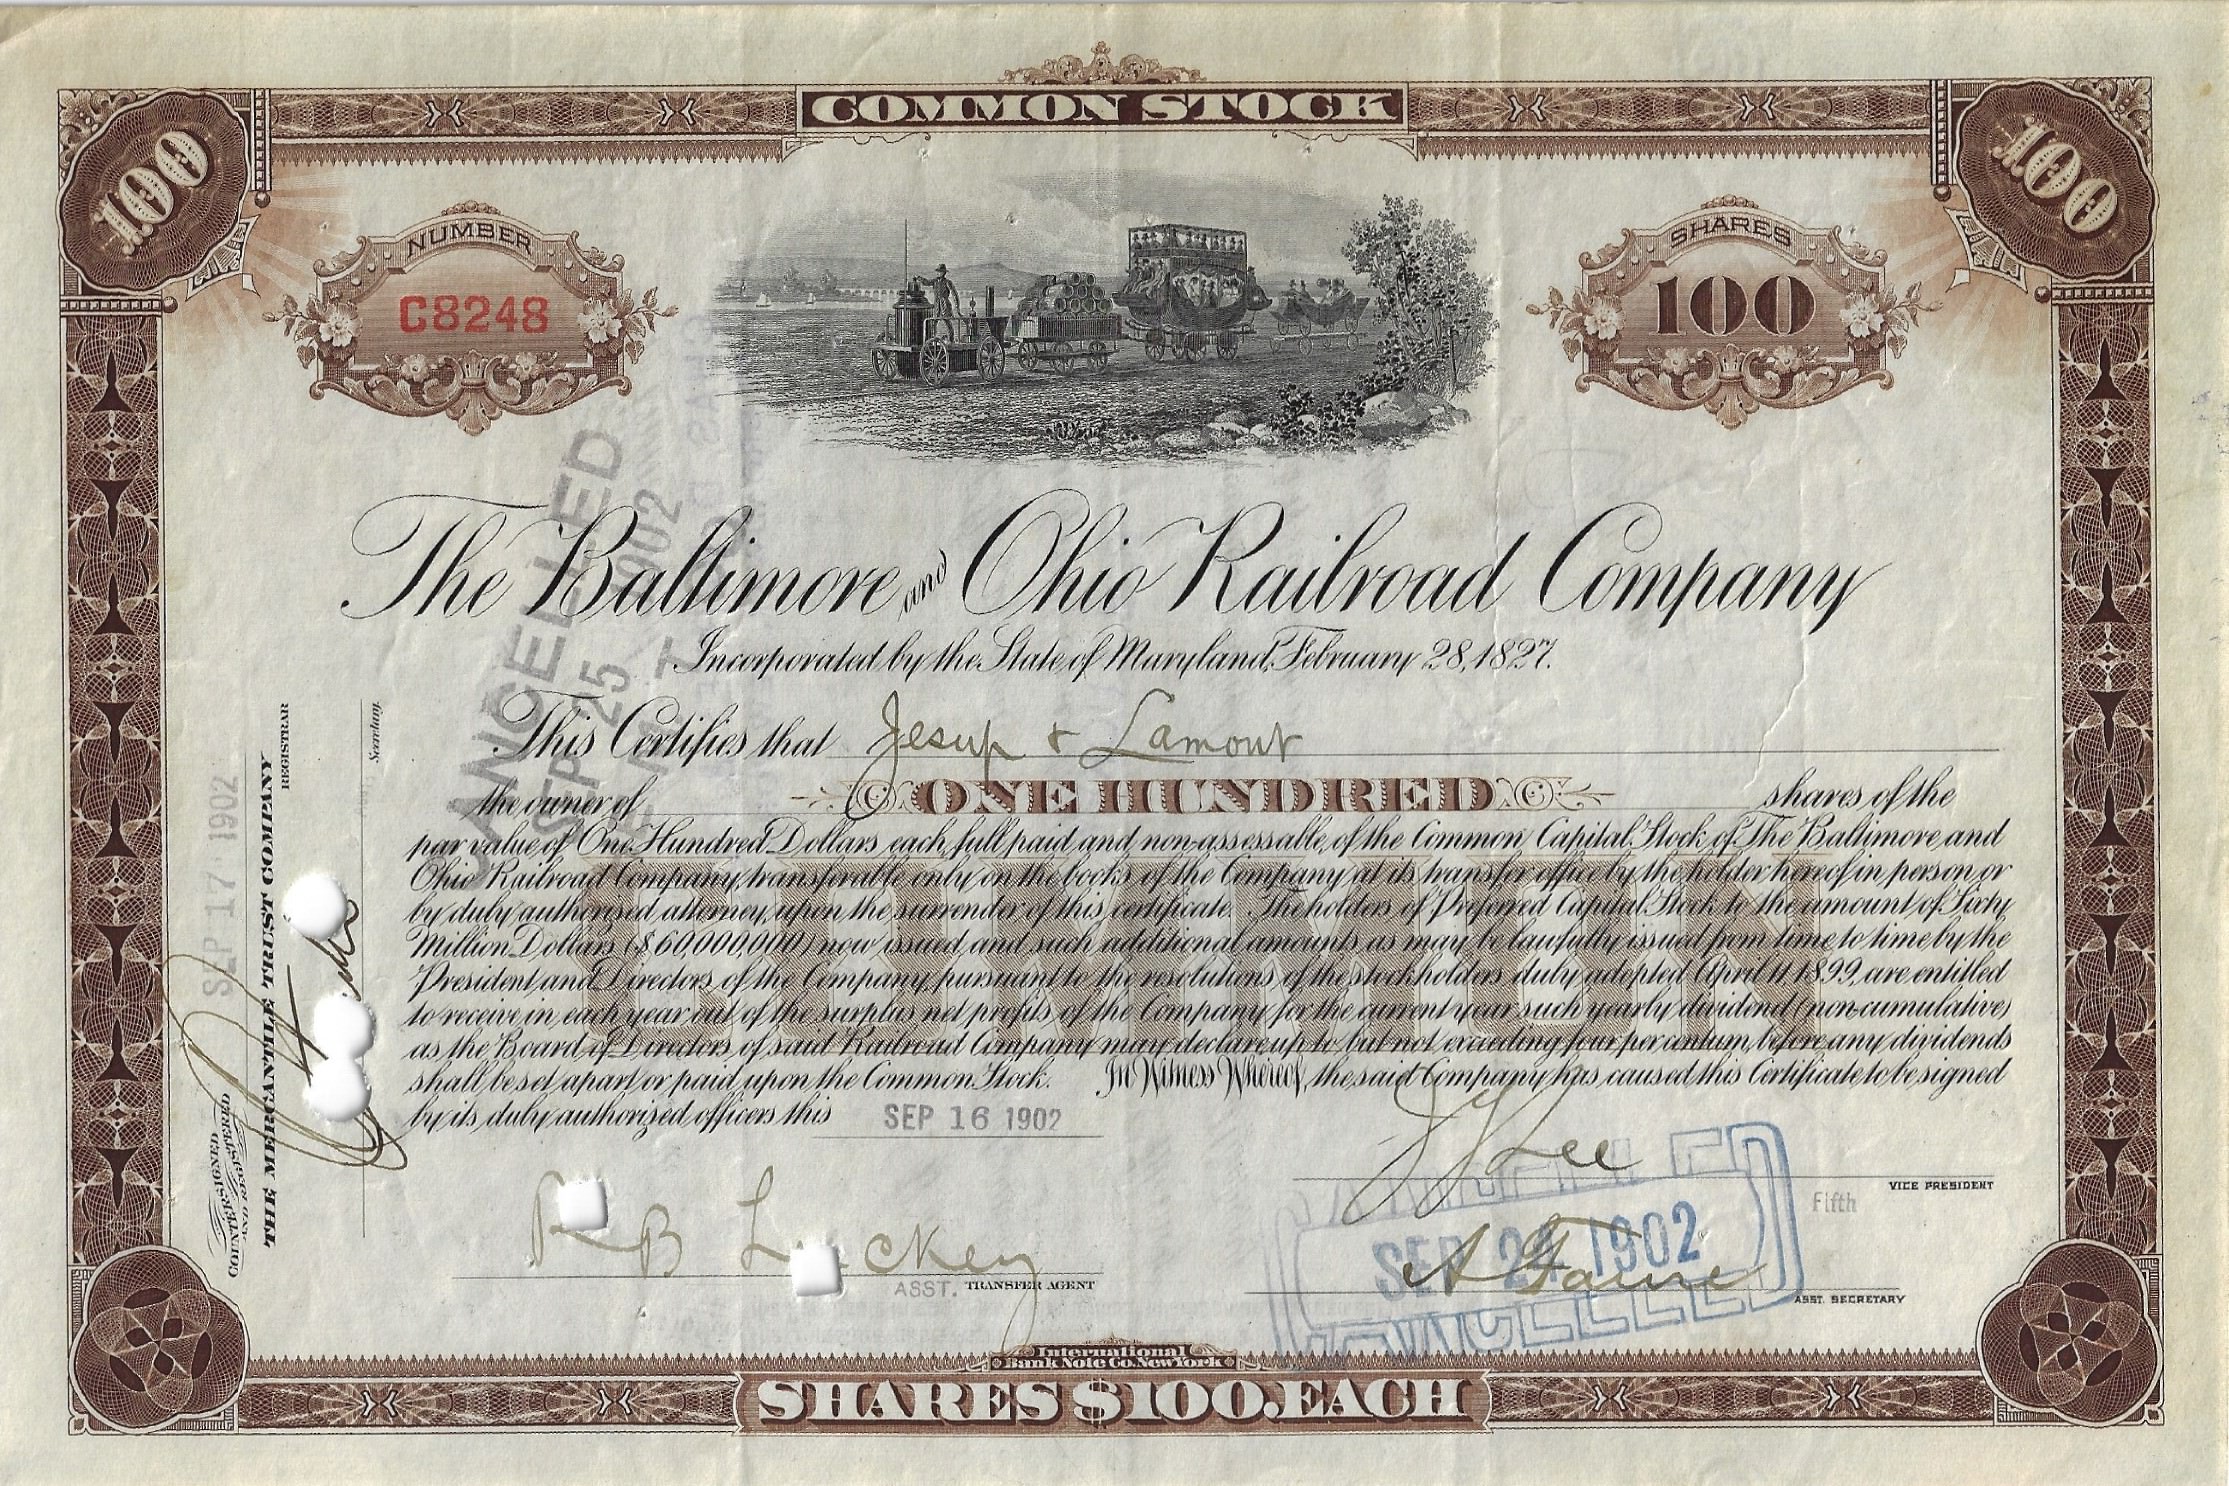 COMMON STOCK
100
100
NUMBER
C8248
SHARES
100
The Baltimore and Ohio Railroad Company
Incorporated by the State of Maryland, February 28, 1827.
This Certifies that Jesup & Lamont
the owner of ONE HUNDRED shares of the
par value of One Hundred Dollars each, full paid and non-assessable, of the Common Capital Stock of The Baltimore and
Ohio Railroad Company, transferable only on the books of the Company at its transfer office by the holder hereof in person or
by duly authorized attorney, upon the surrender of this certificate. The holders of Preferred Capital Stock to the amount of Sixty
Million Dollars ($60,000,000) now issued, and such additional amounts as may be lawfully issued from time to time by the
President and Directors of the Company, pursuant to the resolutions of the stockholders duly adopted April 11 1899, are entitled
to receive in each year out of the surplus net profits of the Company for the current year such yearly dividend (non-cumulative)
as the Board of Directors of said Railroad Company may declare up to but not exceeding four per centum, before any dividends
shall be set apart or paid upon the Common Stock. In Witness Whereof, the said Company has caused this Certificate to be signed
by its duly authorized officers this SEP 16 1902
COMMON
J J Lee
VICE PRESIDENT
Fifth
R B Lackey
ASST. TRANSFER AGENT
ASST. SECRETARY
CANCELLED
SEP 24 1902
CANCELLED
CANCELLED
SEP 25 1902
SEP 17 1902
COUNTERSIGNED
AND REGISTERED
THE MERCANTILE TRUST COMPANY
REGISTRAR
Secretary
International
Bank Note Co. New York
SHARES $100. EACH